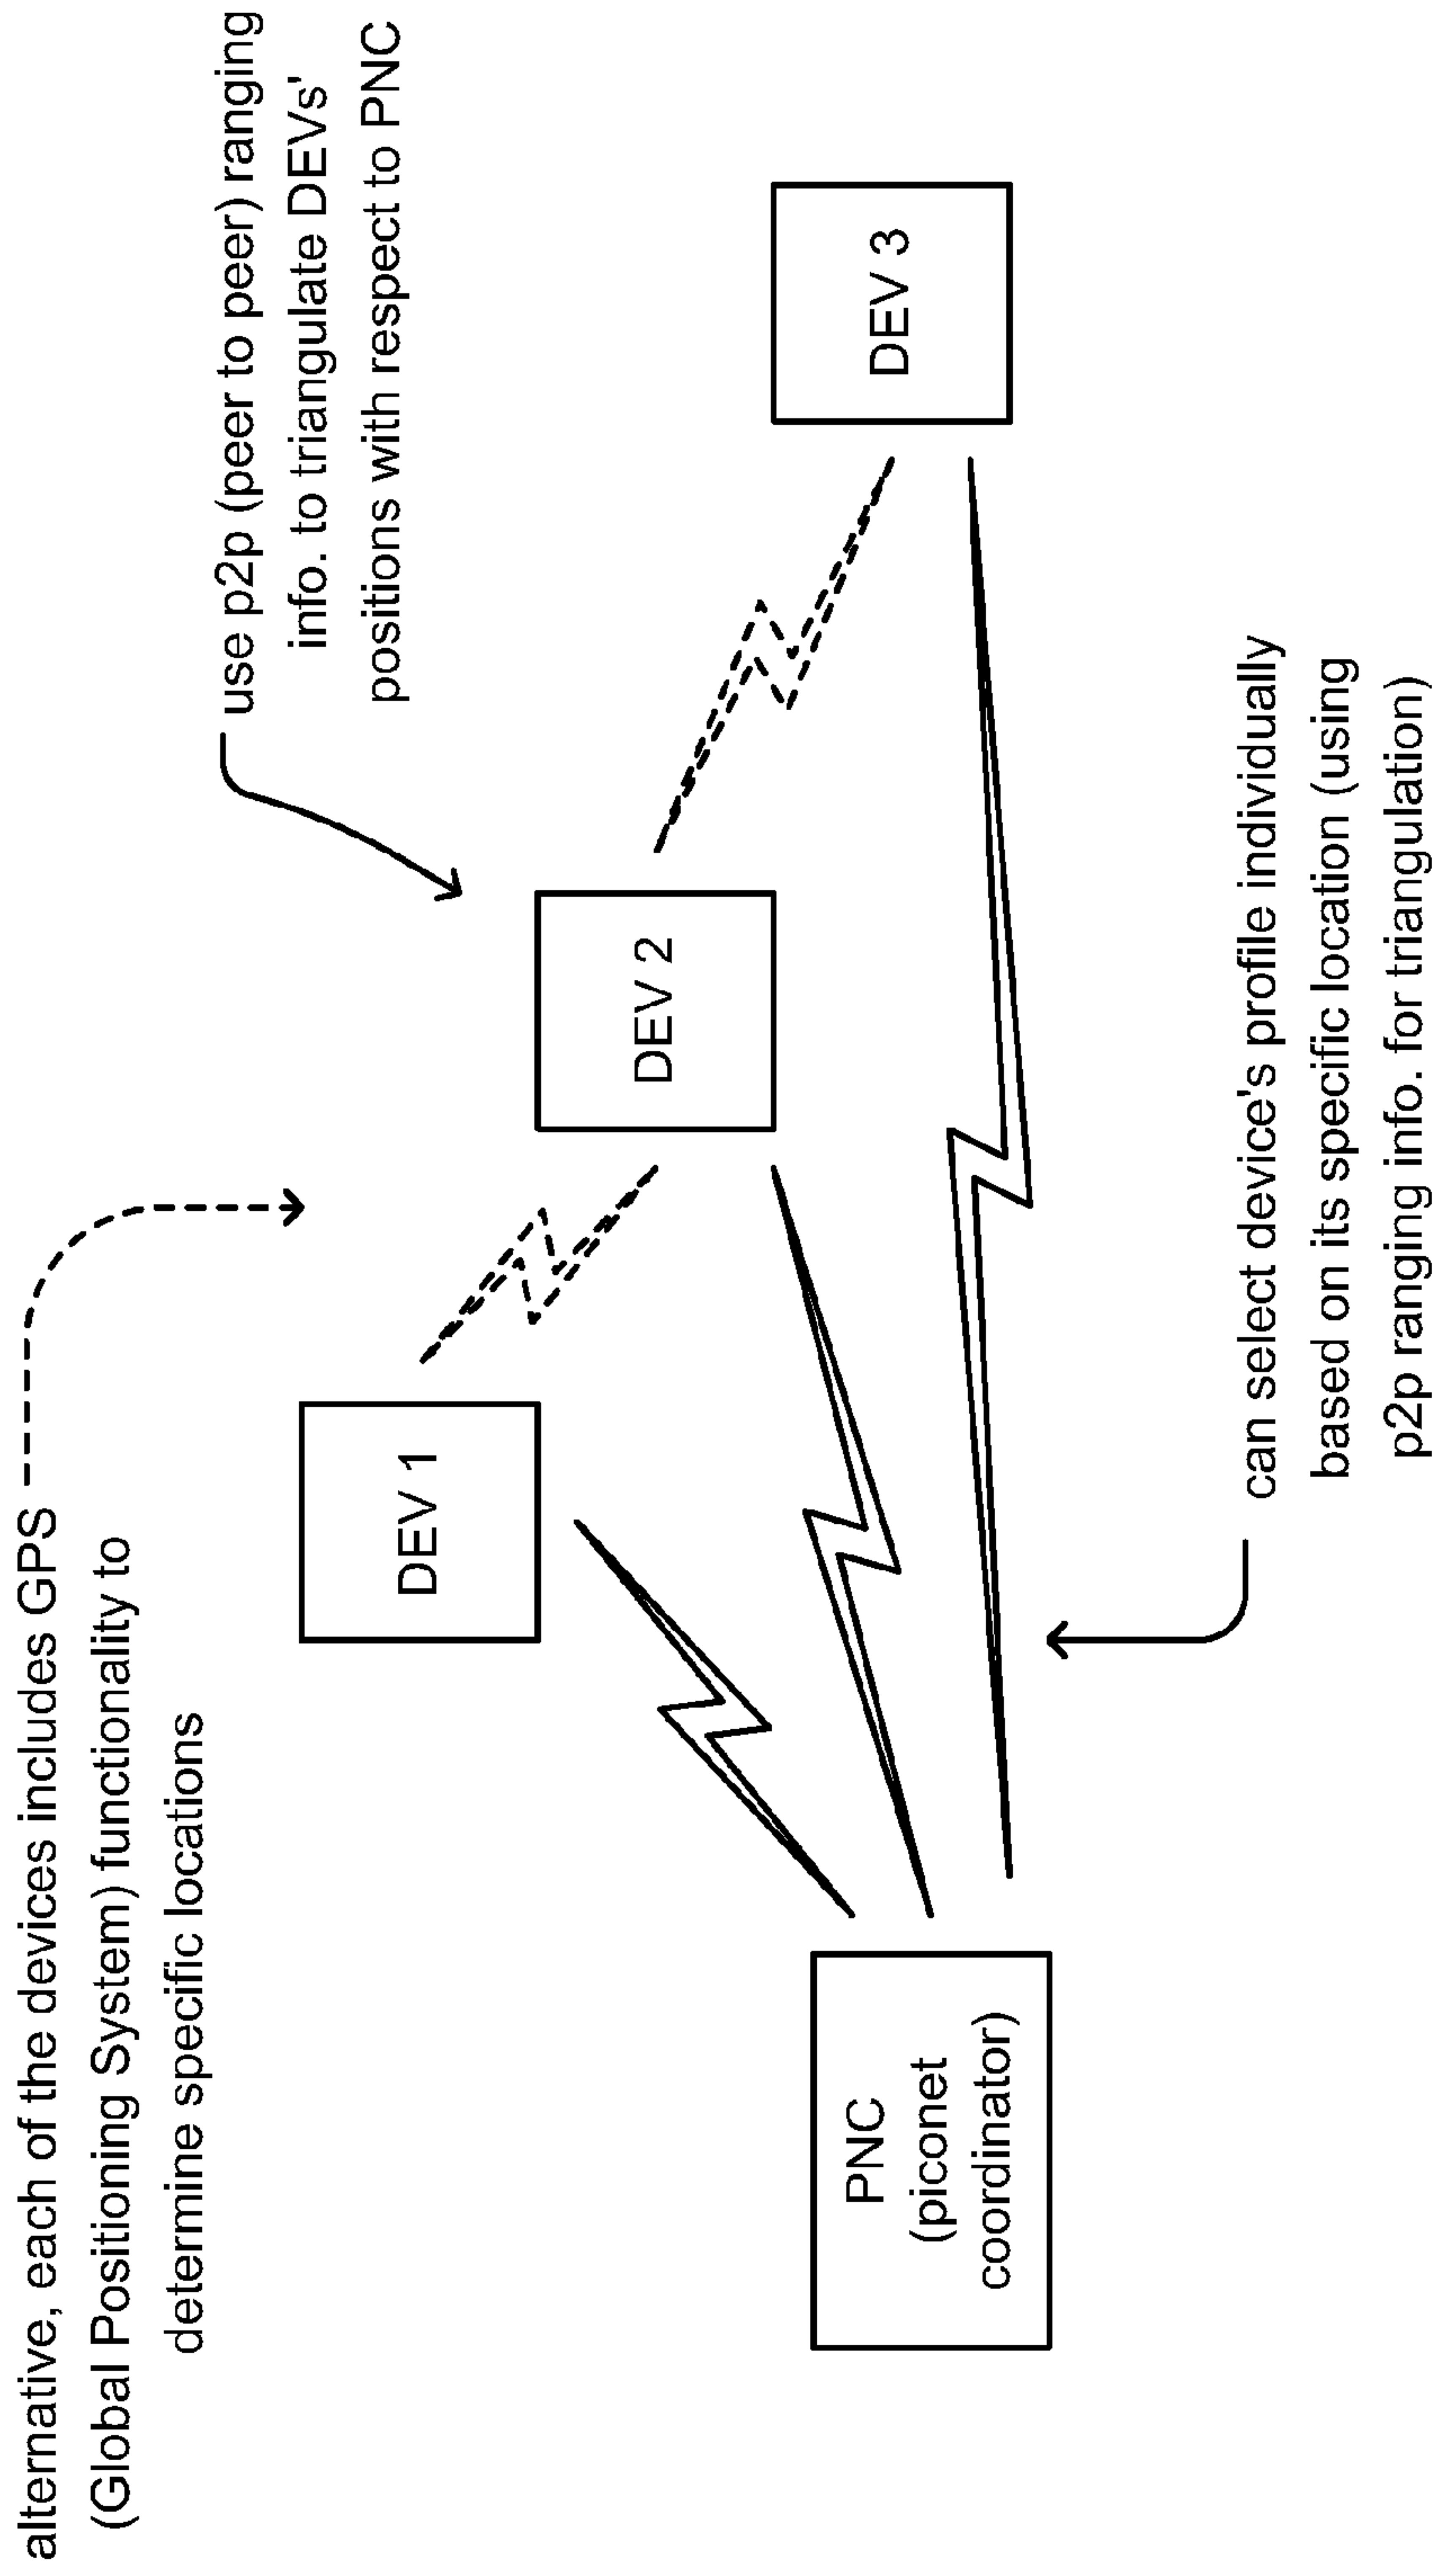 alternative, each of the devices includes GPS
(Global Positioning System) functionality to
determine specific locations
use p2p (peer to peer) ranging
info. to triangulate DEVs'
positions with respect to PNC
DEV 1
DEV 2
DEV 3
PNC
(piconet
coordinator)
can select device's profile individually
based on its specific location (using
p2p ranging info. for triangulation)